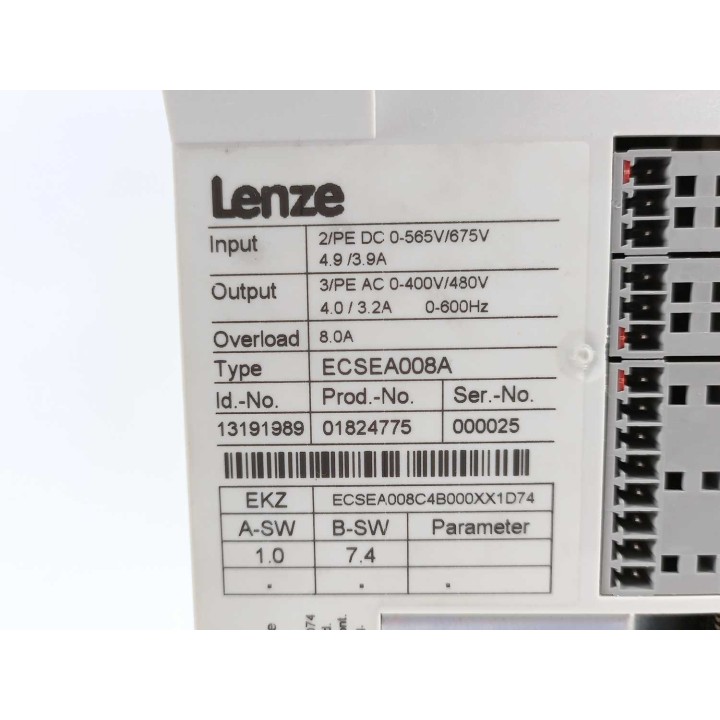 Lenze
Input 2/PE DC 0-565V/675V
4.9 /3.9A
Output 3/PE AC 0-400V/480V
4.0 / 3.2A 0-600Hz
Overload 8.0A
Type ECSEA008A
Id.-No. Prod.-No. Ser.-No.
13191989 01824775 000025
EKZ ECSEA008C4B000XX1D74
A-SW B-SW Parameter
1.0 7.4
. . .